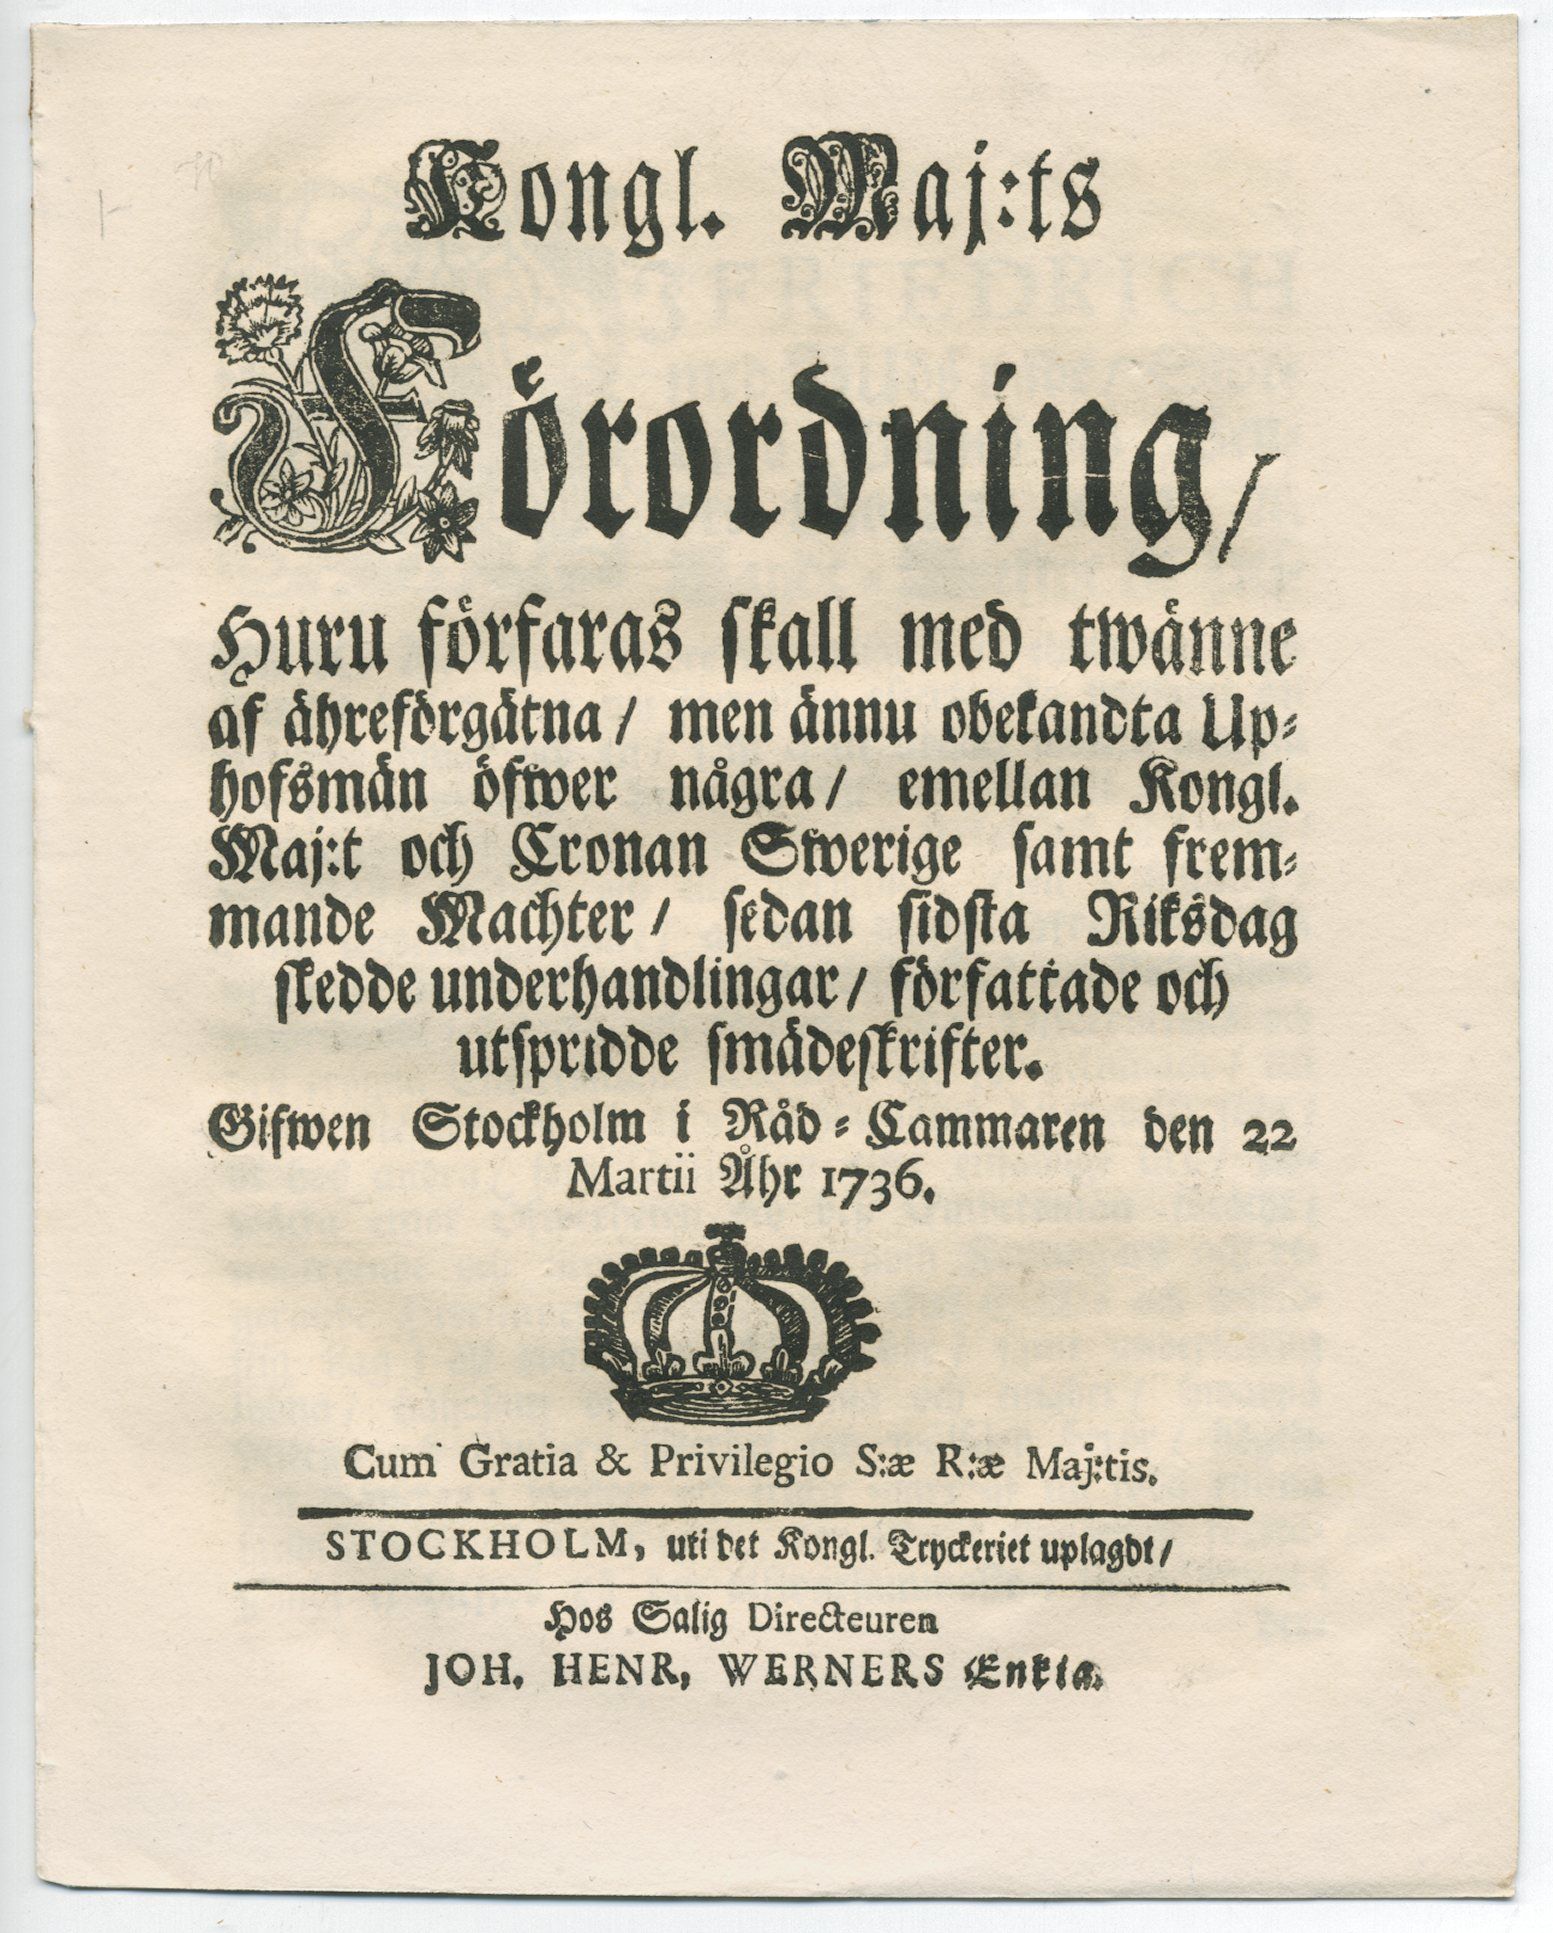 Kongl. Maj:ts
Förordning/
Huru förfaras skall med twänne
af ähreförgätna/ men ännu obekandta Up-
hofsmän öfwer några/ emellan Kongl.
Maj:t och Cronan Swerige samt frem-
mande Machter/ sedan sidsta Riksdag
skedde underhandlingar/ författade och
utspridde smädeskrifter.
Gifwen Stockholm i Råd-Cammaren den 22
Martii Åhr 1736.
Cum Gratia & Privilegio S:æ R:æ Maj:tis.
STOCKHOLM, uti det Kongl. Tryckeriet uplagdt/
Hos Salig Directeuren
JOH. HENR, WERNERS Enkia.